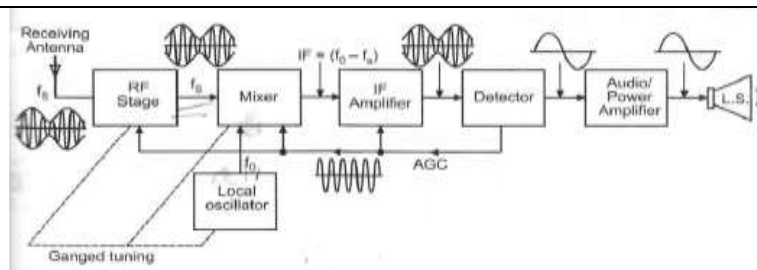 Receiving
Antenna
fs
RF
Stage
fs
Mixer
IF = (f0 – fs)
IF
Amplifier
Detector
Audio/
Power
Amplifier
L.S.
AGC
f0
Local
oscillator
Ganged tuning